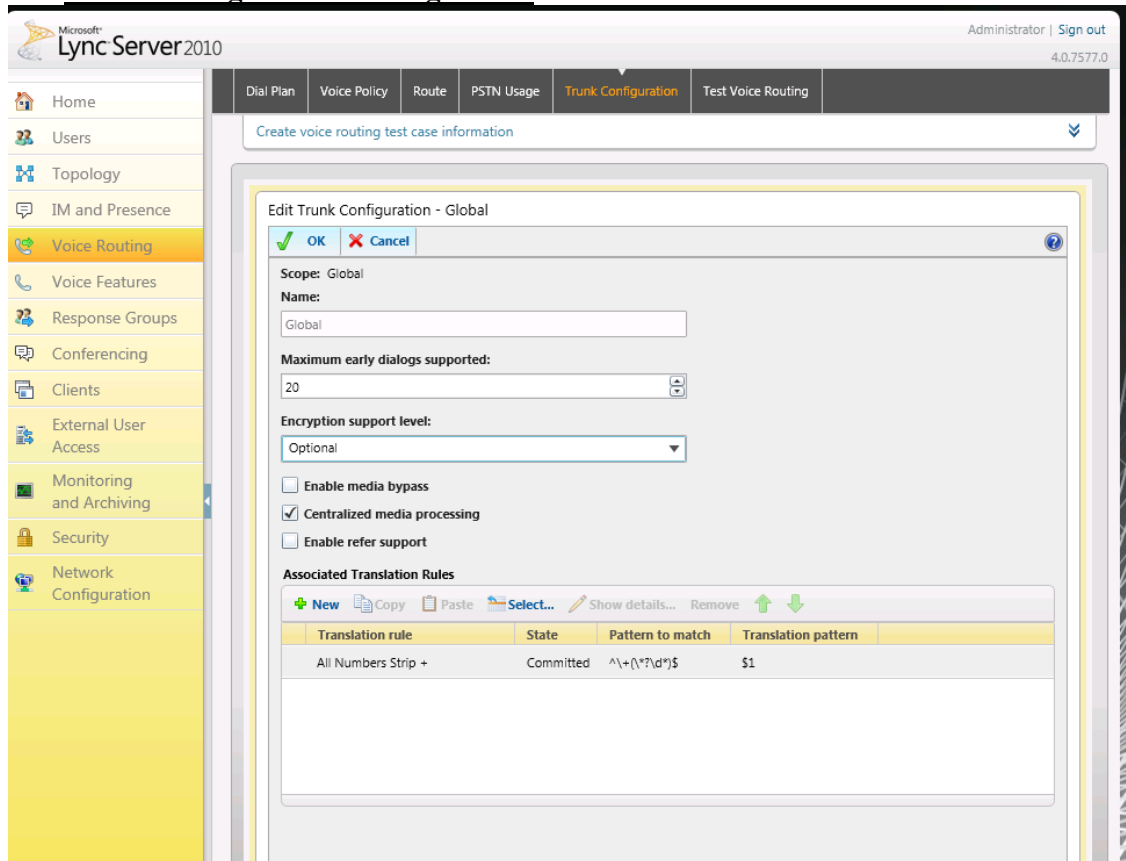 Microsoft
Lync Server 2010
Administrator | Sign out
4.0.7577.0
Home
Users
Topology
IM and Presence
Voice Routing
Voice Features
Response Groups
Conferencing
Clients
External User
Access
Monitoring
and Archiving
Security
Network
Configuration
Dial Plan Voice Policy Route PSTN Usage Trunk Configuration Test Voice Routing
Create voice routing test case information
Edit Trunk Configuration - Global
OK Cancel
Scope: Global
Name:
Global
Maximum early dialogs supported:
20
Encryption support level:
Optional
Enable media bypass
Centralized media processing
Enable refer support
Associated Translation Rules
New Copy Paste Select... Show details... Remove
Translation rule State Pattern to match Translation pattern
All Numbers Strip + Committed ^\+(\*?\d*)$ $1